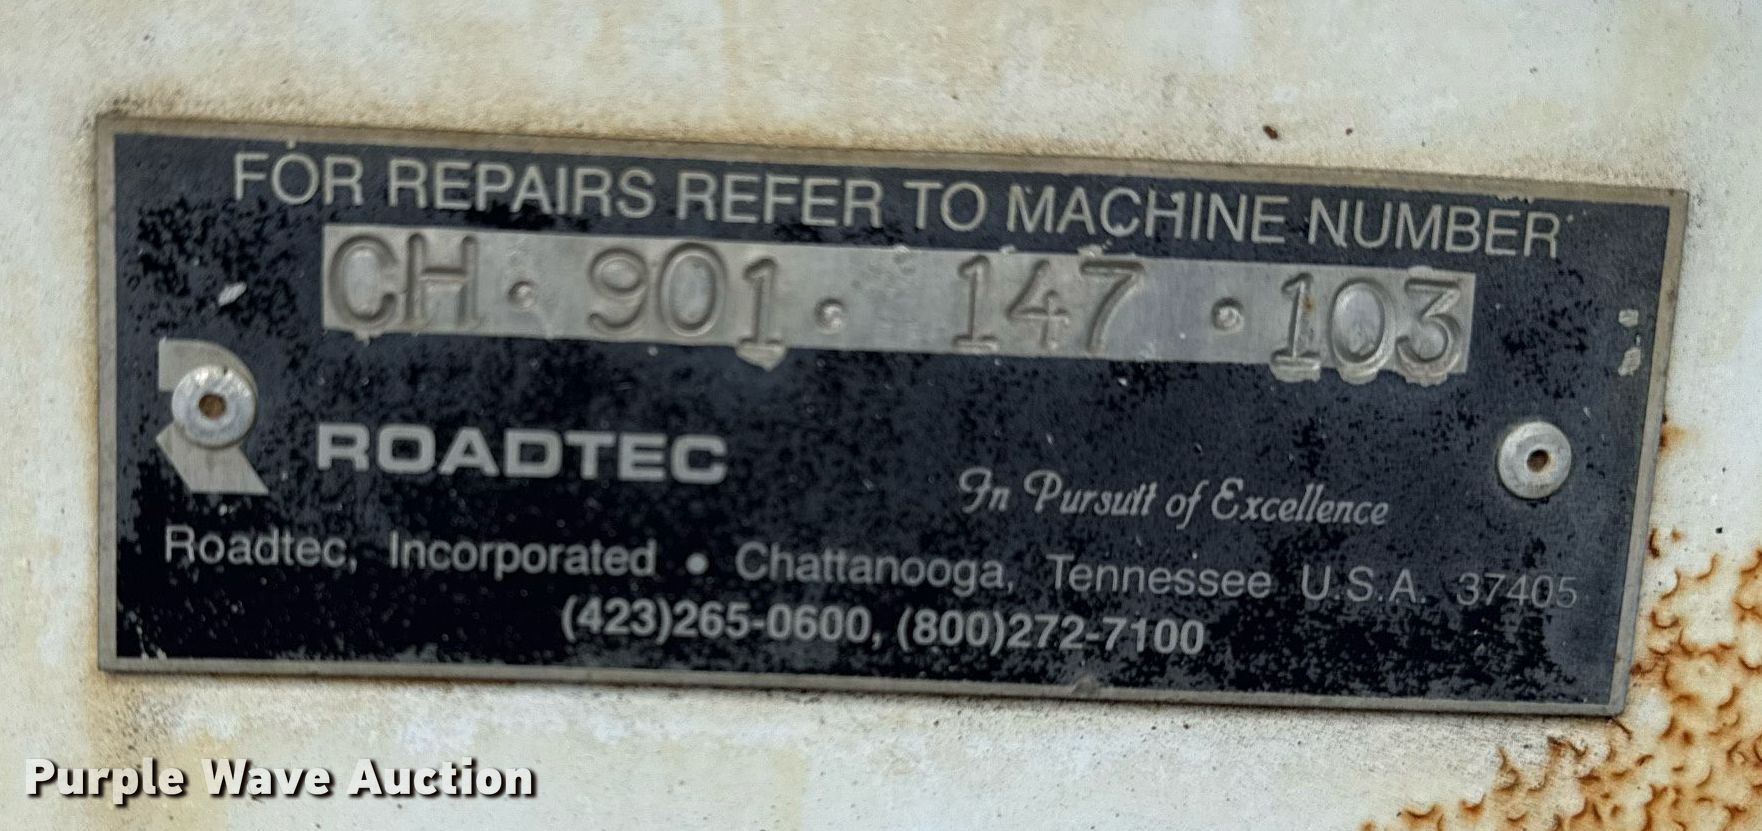 FOR REPAIRS REFER TO MACHINE NUMBER
CH · 901 · 147 · 103
ROADTEC
In Pursuit of Excellence
Roadtec, Incorporated • Chattanooga, Tennessee U.S.A. 37405
(423)265-0600, (800)272-7100
Purple Wave Auction